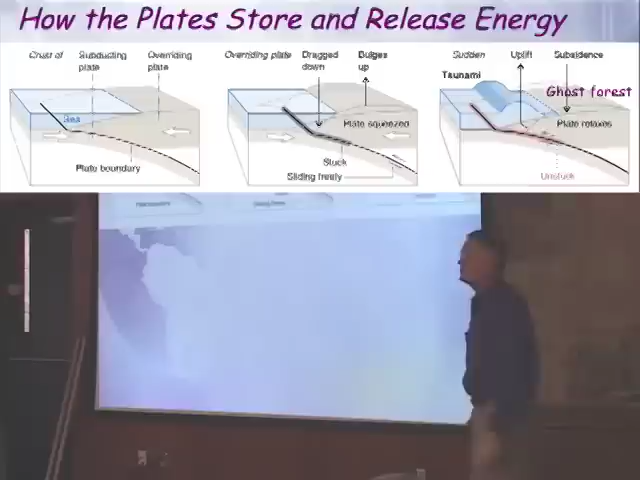 How the Plates Store and Release Energy
Crust of Subducting plate Overriding plate
Sea
Plate boundary
Overriding plate Dragged down Bulges up
Plate squeezed
Stuck
Sliding freely
Sudden Uplift Subsidence
Tsunami
Ghost forest
Plate relaxes
Unstuck